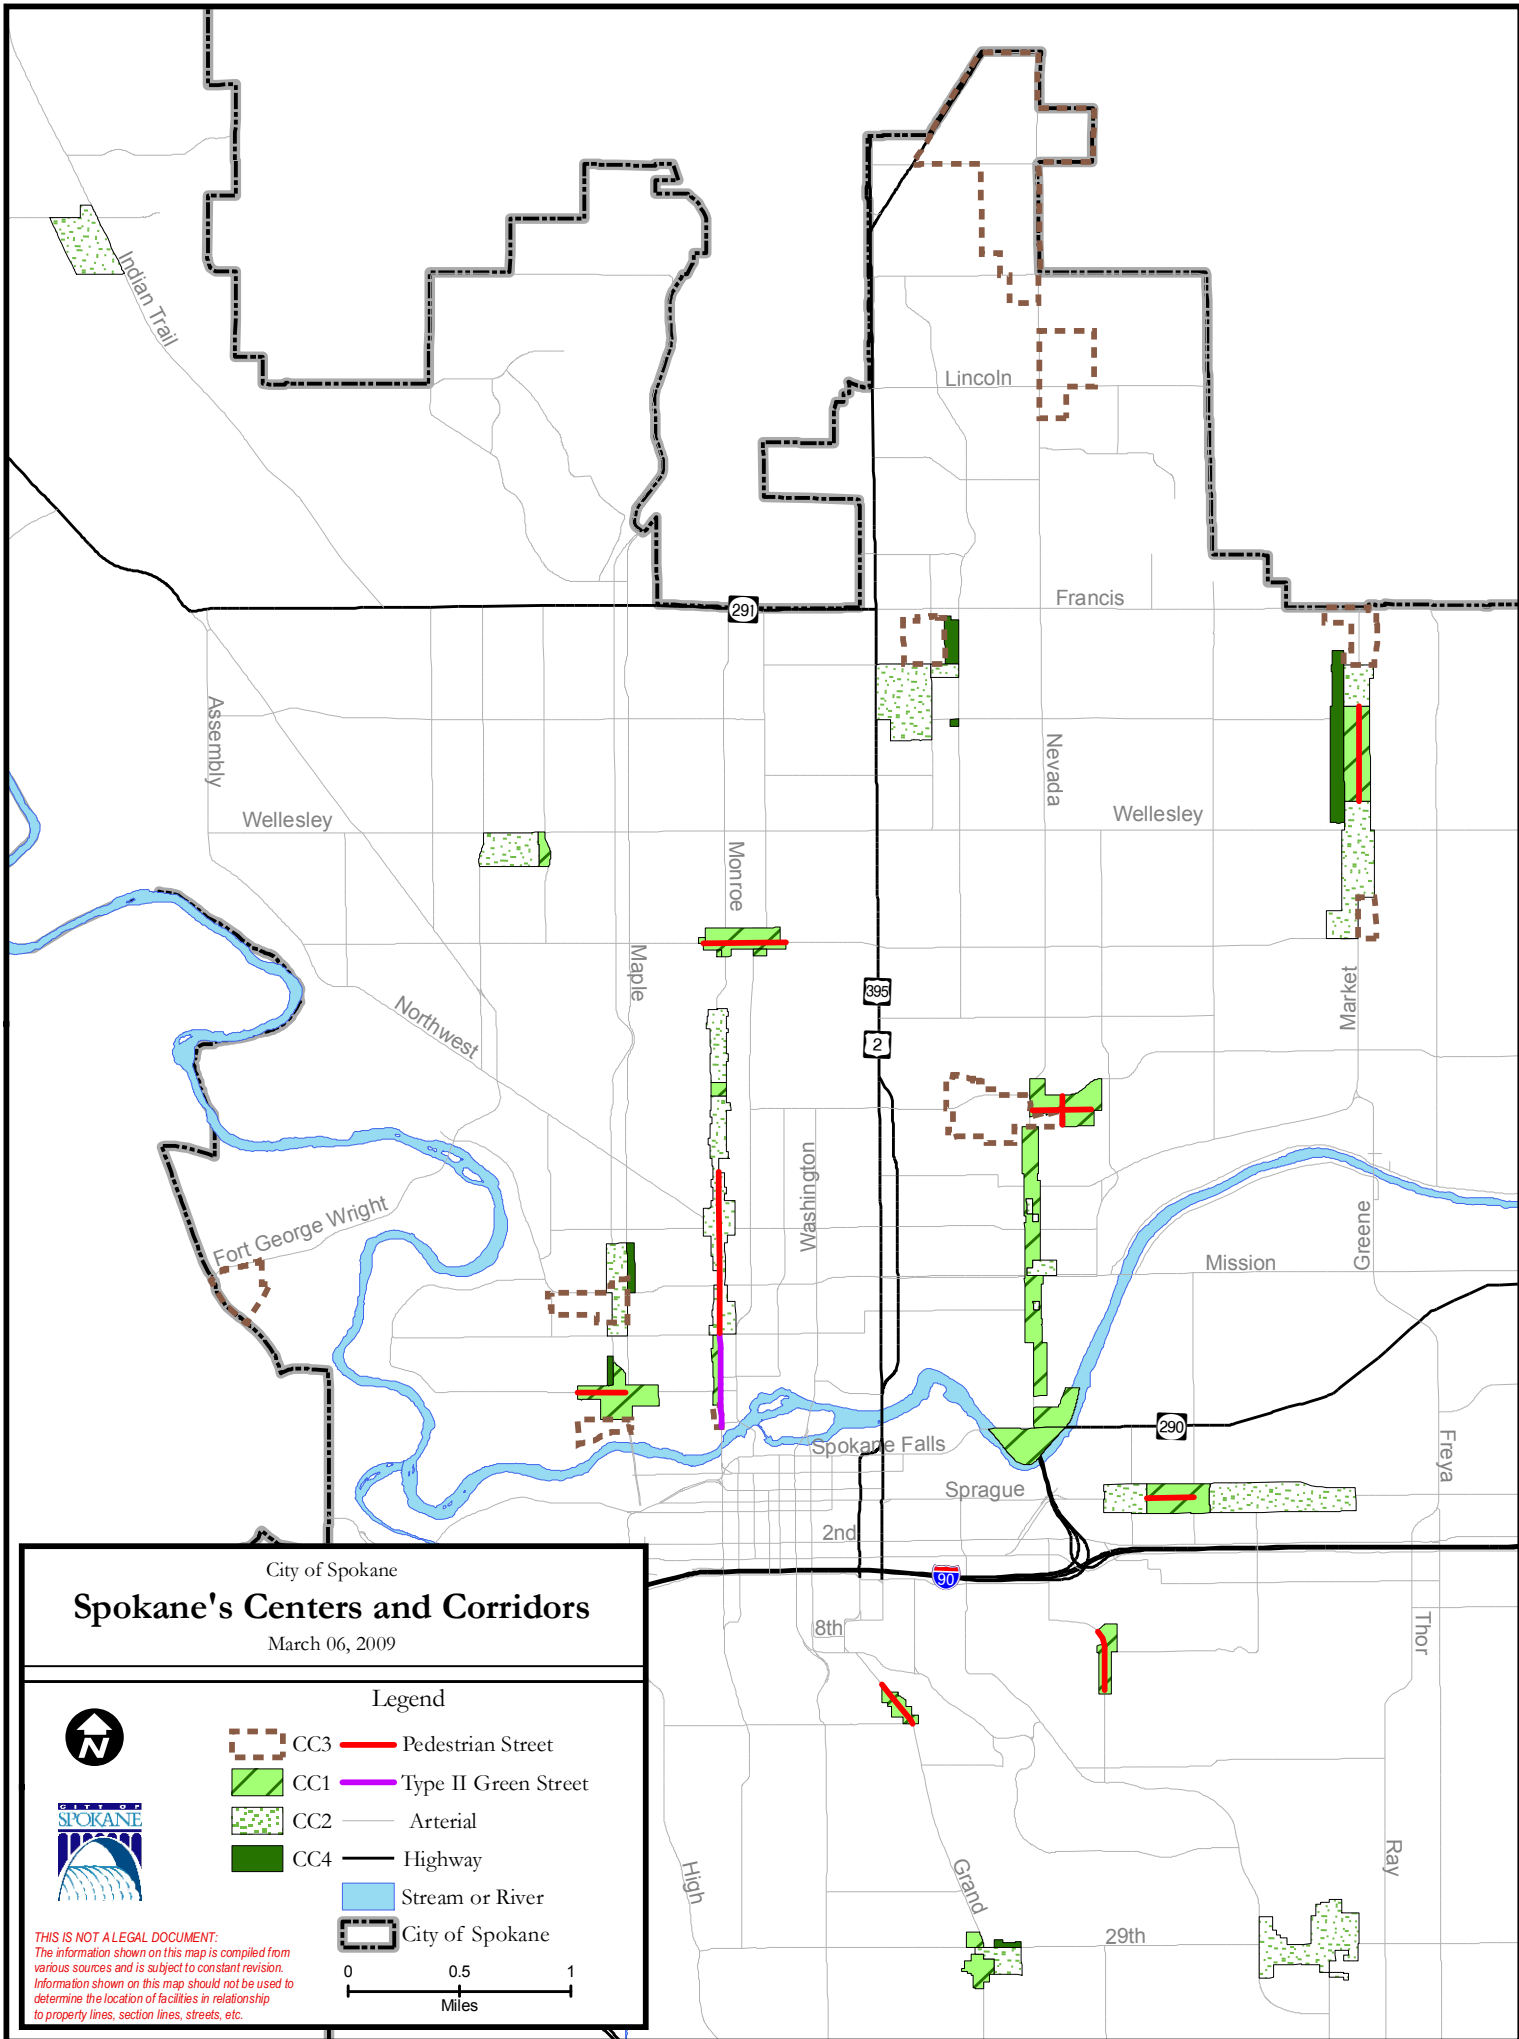 Indian Trail
Lincoln
291
Francis
Assembly
Nevada
Wellesley
Wellesley
Monroe
Maple
395
Market
Northwest
2
Washington
Fort George Wright
Greene
Mission
290
Spokane Falls
Freya
Sprague
2nd
90
8th
Thor
High
Grand
Ray
29th
City of Spokane
Spokane's Centers and Corridors
March 06, 2009
Legend
N
CC3
Pedestrian Street
CC1
Type II Green Street
CC2
Arterial
CC4
Highway
Stream or River
City of Spokane
CITY OF
SPOKANE
THIS IS NOT A LEGAL DOCUMENT:
The information shown on this map is compiled from
various sources and is subject to constant revision.
Information shown on this map should not be used to
determine the location of facilities in relationship
to property lines, section lines, streets, etc.
0 0.5 1
Miles